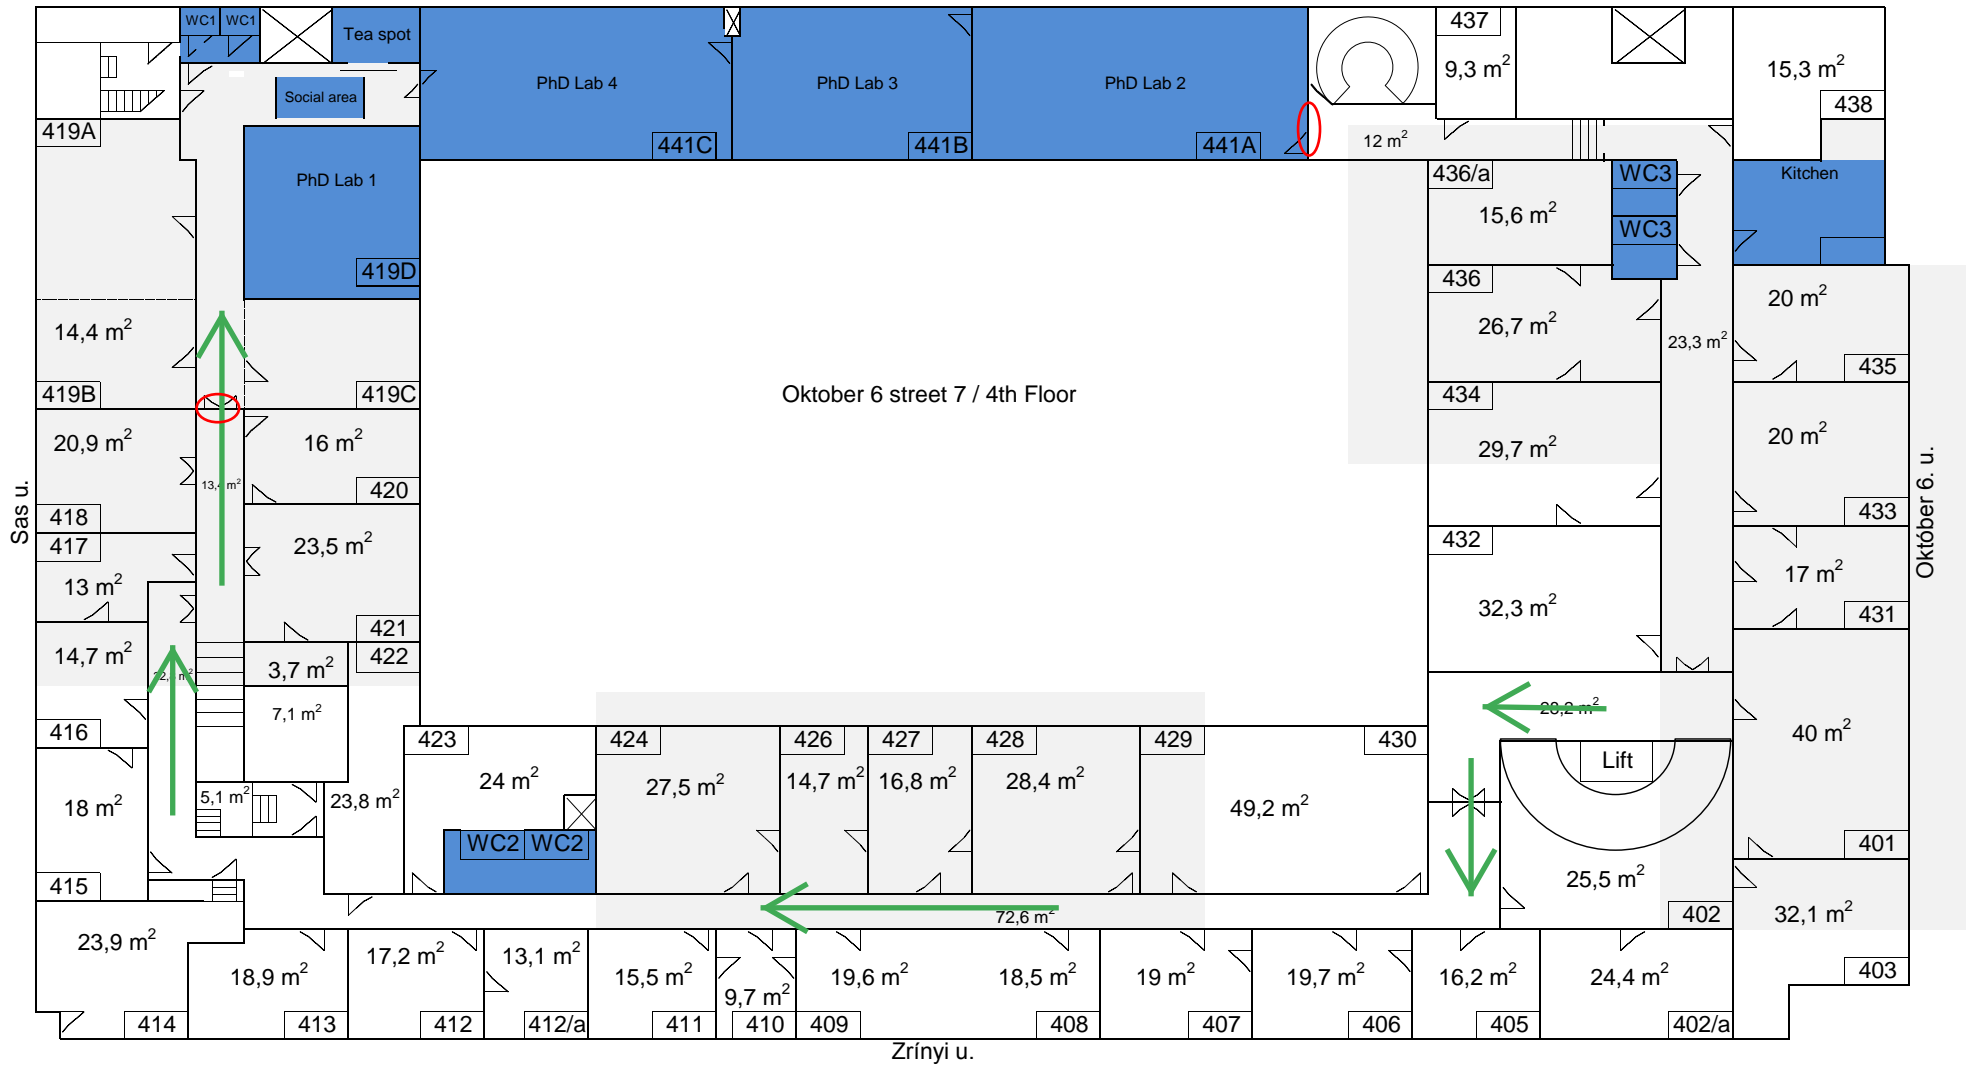 WC1 WC1
Tea spot
Social area
PhD Lab 4
PhD Lab 3
PhD Lab 2
437
9,3 m²
15,3 m²
438
419A
441C
441B
441A
12 m²
PhD Lab 1
419D
436/a
15,6 m²
WC3
WC3
Kitchen
14,4 m²
419B
419C
436
26,7 m²
23,3 m²
20 m²
435
Oktober 6 street 7 / 4th Floor
20,9 m²
418
16 m²
420
13,4 m²
434
29,7 m²
20 m²
433
Sas u.
Október 6. u.
417
13 m²
23,5 m²
421
432
32,3 m²
17 m²
431
14,7 m²
416
3,7 m²
422
7,1 m²
28,2 m²
40 m²
401
423
24 m²
424
27,5 m²
426
14,7 m²
427
16,8 m²
428
28,4 m²
429
430
49,2 m²
Lift
18 m²
415
5,1 m²
23,8 m²
WC2 WC2
25,5 m²
402
72,6 m²
32,1 m²
403
23,9 m²
414
18,9 m²
413
17,2 m²
412
13,1 m²
412/a
15,5 m²
411
9,7 m²
410
19,6 m²
409
18,5 m²
408
19 m²
407
19,7 m²
406
16,2 m²
405
24,4 m²
402/a
Zrínyi u.